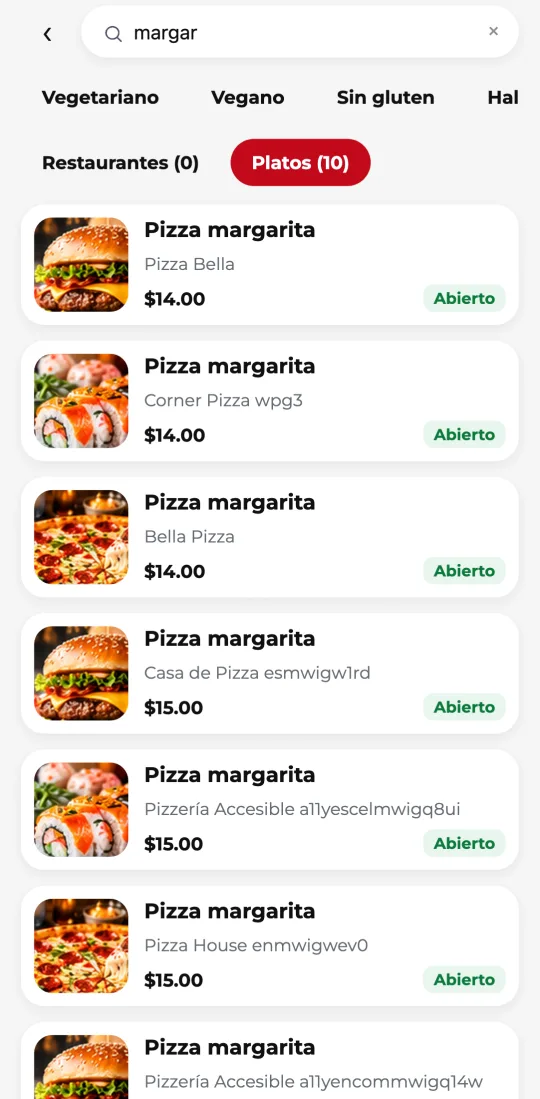 margar
Vegetariano Vegano Sin gluten Hal
Restaurantes (0) Platos (10)
Pizza margarita
Pizza Bella
$14.00 Abierto
Pizza margarita
Corner Pizza wpg3
$14.00 Abierto
Pizza margarita
Bella Pizza
$14.00 Abierto
Pizza margarita
Casa de Pizza esmwigw1rd
$15.00 Abierto
Pizza margarita
Pizzería Accesible a11yescelmwigq8ui
$15.00 Abierto
Pizza margarita
Pizza House enmwigwev0
$15.00 Abierto
Pizza margarita
Pizzería Accesible a11yencommwigq14w